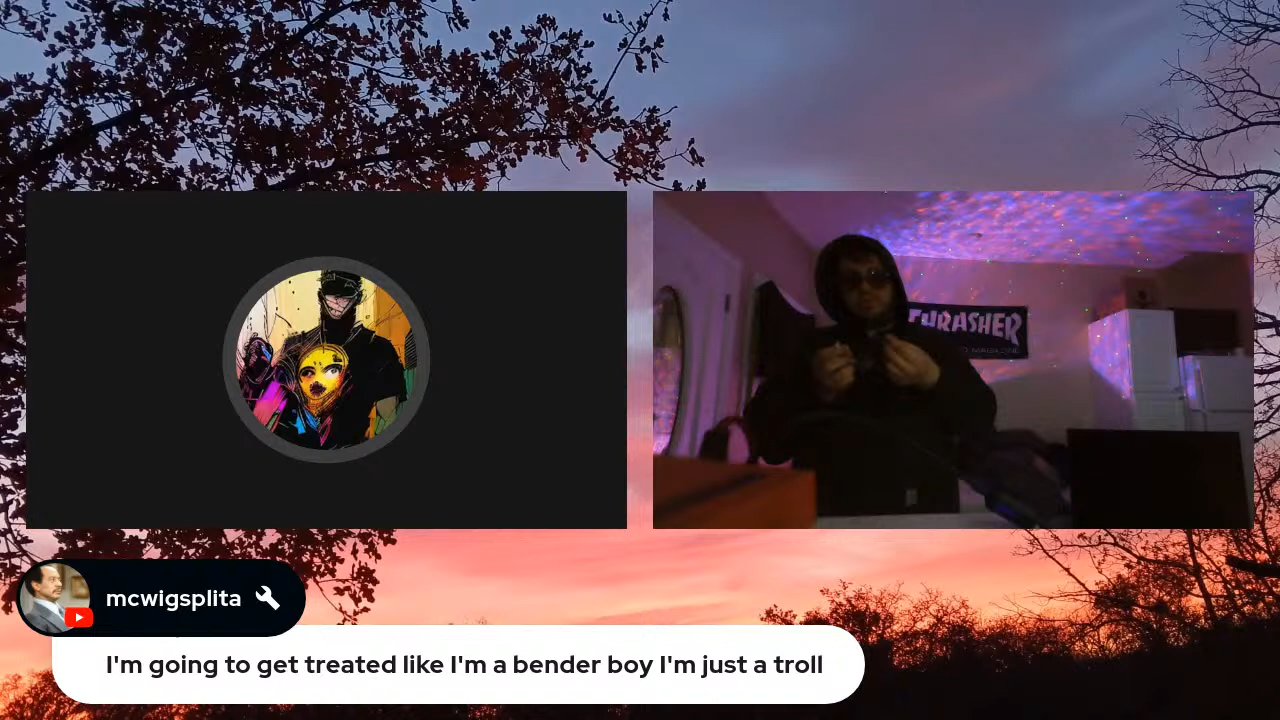 THRASHER
mcwigsplita
I'm going to get treated like I'm a bender boy I'm just a troll